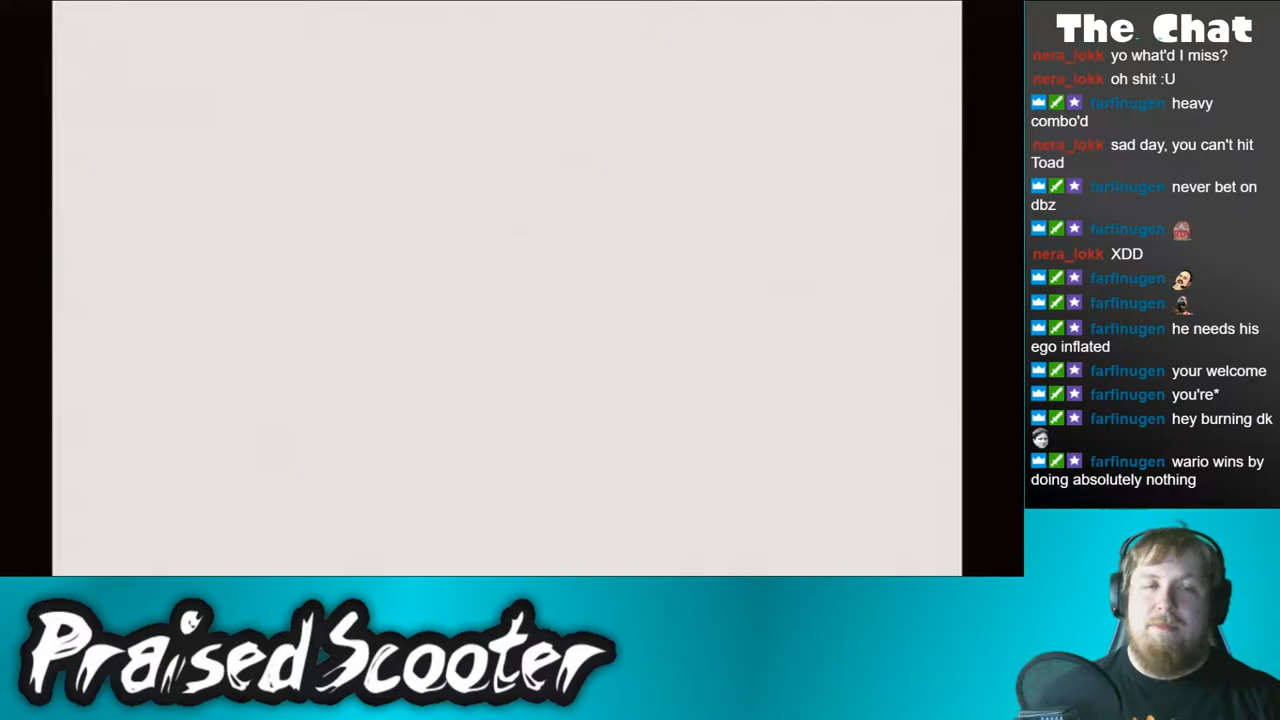 The Chat
nera_lokk yo what'd I miss?
nera_lokk oh shit :U
farfinugen heavy
combo'd
nera_lokk sad day, you can't hit
Toad
farfinugen never bet on
dbz
farfinugen
nera_lokk XDD
farfinugen
farfinugen
farfinugen he needs his
ego inflated
farfinugen your welcome
farfinugen you're*
farfinugen hey burning dk
farfinugen wario wins by
doing absolutely nothing
Praised Scooter